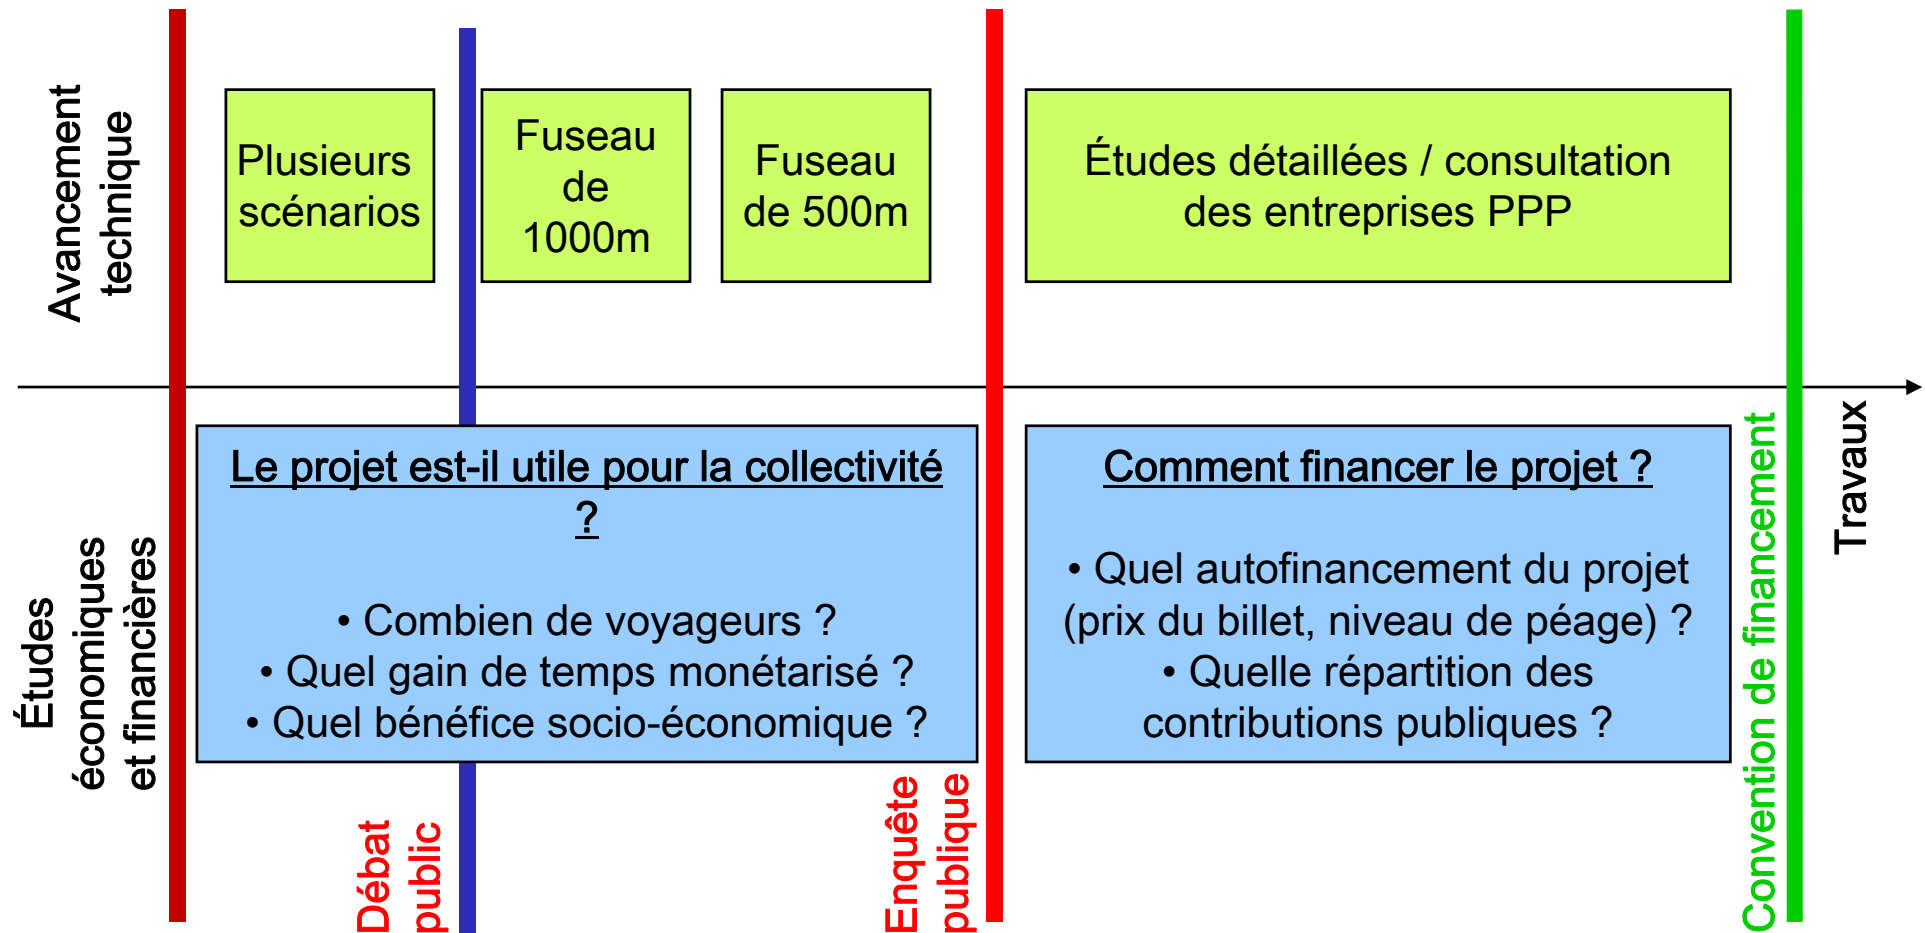 Avancement
technique
Plusieurs
scénarios
Fuseau
de
1000m
Fuseau
de 500m
Études détaillées / consultation
des entreprises PPP
Études
économiques
et financières
Le projet est-il utile pour la collectivité
?
• Combien de voyageurs ?
• Quel gain de temps monétarisé ?
• Quel bénéfice socio-économique ?
Comment financer le projet ?
• Quel autofinancement du projet
(prix du billet, niveau de péage) ?
• Quelle répartition des
contributions publiques ?
Débat
public
Enquête
publique
Convention de financement
Travaux